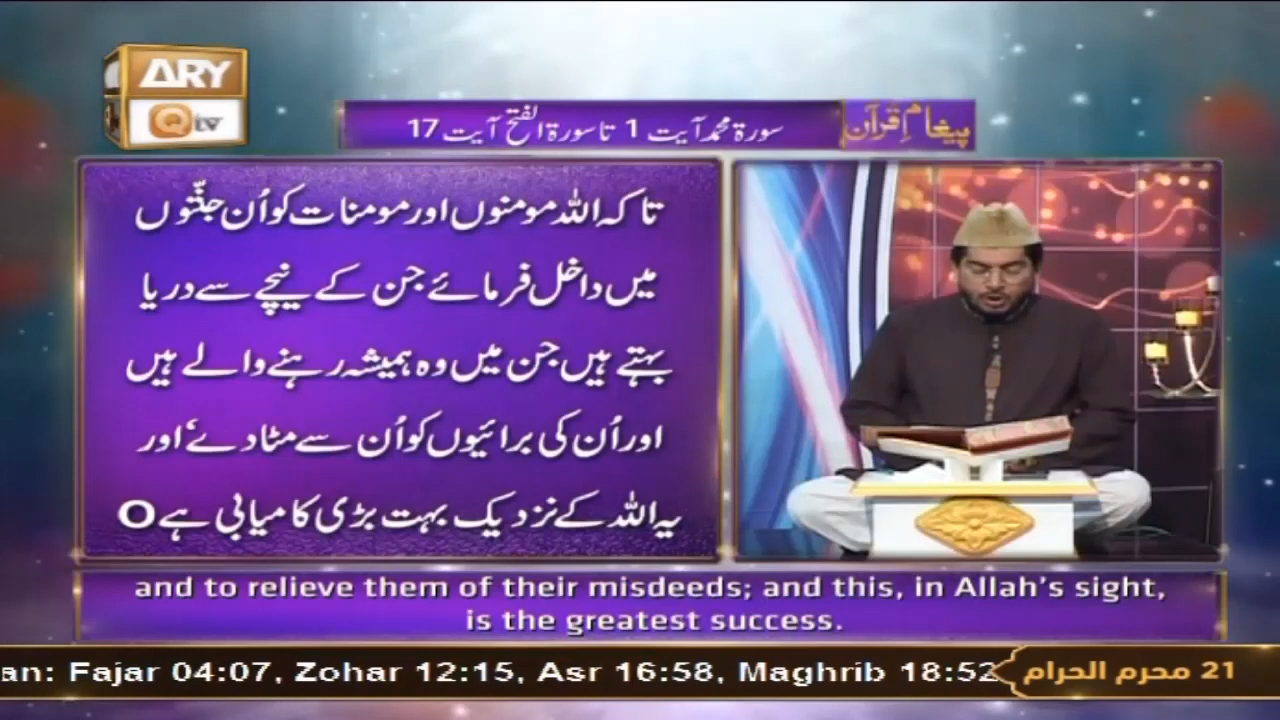 ARY
Qtv
پیغامِ قرآن
سورۃ محمد آیت 1 تا سورۃ الفتح آیت 17
تاکہ اللہ مومنوں اور مومنات کو اُن جنّتوں
میں داخل فرمائے جن کے نیچے سے دریا
بہتے ہیں جن میں وہ ہمیشہ رہنے والے ہیں
اور اُن کی برائیوں کو اُن سے مٹا دے، اور
یہ اللہ کے نزدیک بہت بڑی کامیابی ہے O
and to relieve them of their misdeeds; and this, in Allah's sight,
is the greatest success.
an: Fajar 04:07, Zohar 12:15, Asr 16:58, Maghrib 18:52
21 محرم الحرام